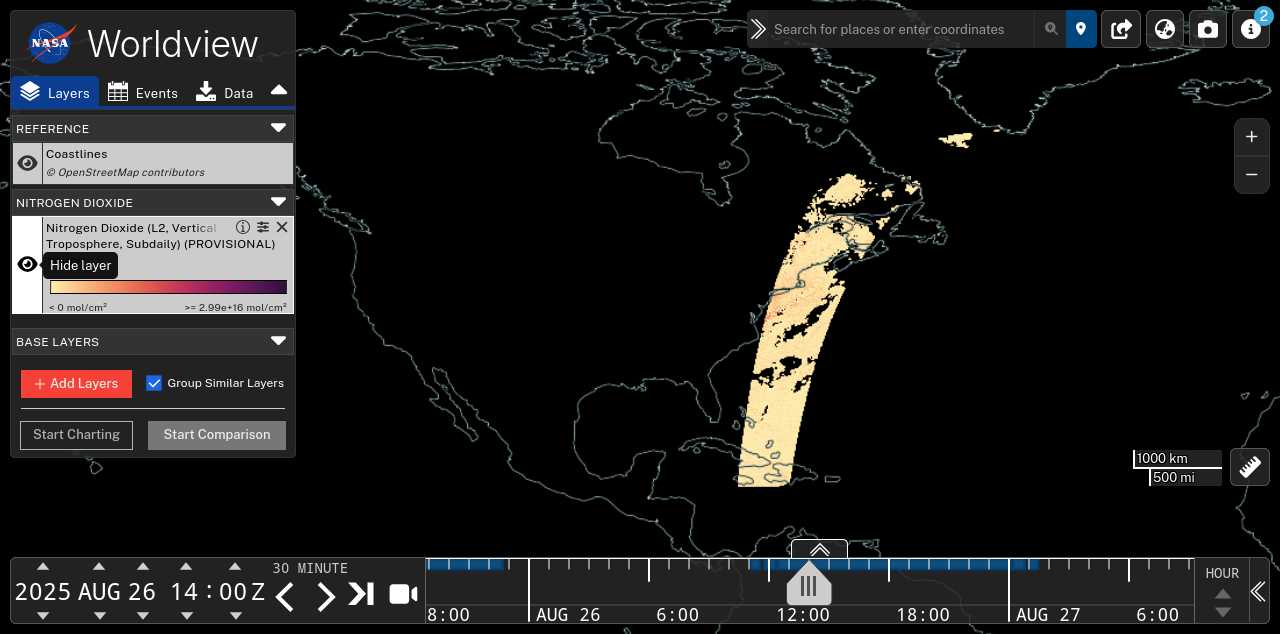 NASA
Worldview
Layers
Events
Data
REFERENCE
Coastlines
© OpenStreetMap contributors
NITROGEN DIOXIDE
Nitrogen Dioxide (L2, Vertical
Troposphere, Subdaily) (PROVISIONAL)
Hide layer
< 0 mol/cm²
>= 2.99e+16 mol/cm²
BASE LAYERS
+ Add Layers
Group Similar Layers
Start Charting
Start Comparison
Search for places or enter coordinates
2
+
−
1000 km
500 mi
2025 AUG 26 14 : 00 Z
30 MINUTE
8:00
AUG 26
6:00
12:00
18:00
AUG 27
6:00
HOUR